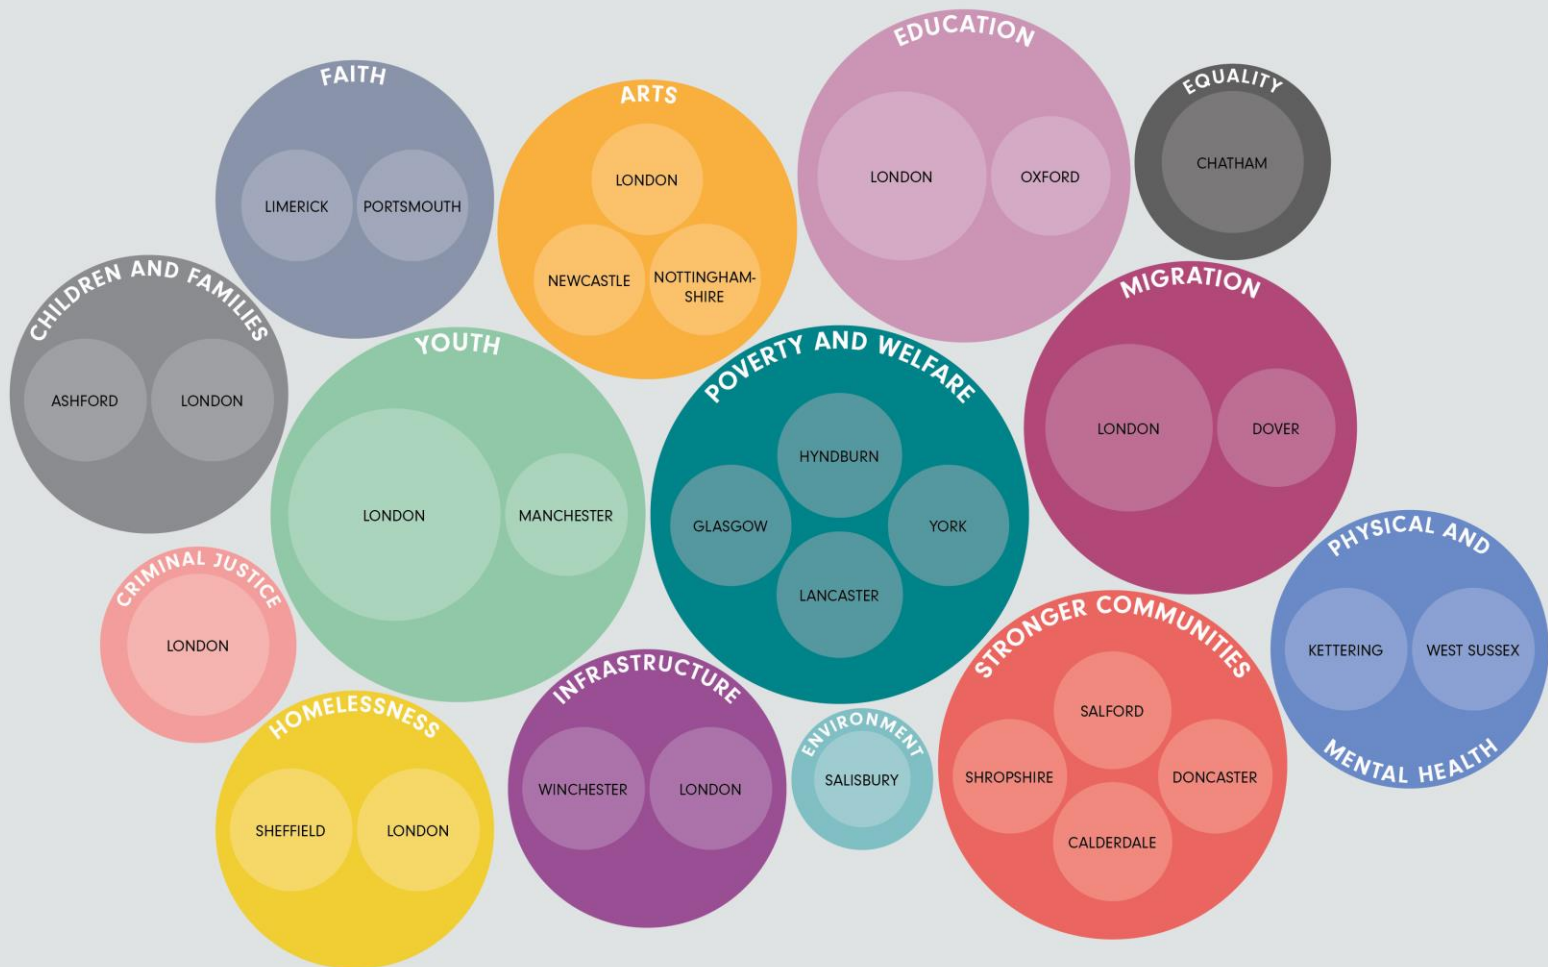 EDUCATION
LONDON
OXFORD
FAITH
LIMERICK
PORTSMOUTH
ARTS
LONDON
NEWCASTLE
NOTTINGHAM-
SHIRE
EQUALITY
CHATHAM
CHILDREN AND FAMILIES
ASHFORD
LONDON
YOUTH
LONDON
MANCHESTER
POVERTY AND WELFARE
HYNDBURN
GLASGOW
YORK
LANCASTER
MIGRATION
LONDON
DOVER
CRIMINAL JUSTICE
LONDON
PHYSICAL AND
KETTERING
WEST SUSSEX
MENTAL HEALTH
HOMELESSNESS
SHEFFIELD
LONDON
INFRASTRUCTURE
WINCHESTER
LONDON
ENVIRONMENT
SALISBURY
STRONGER COMMUNITIES
SALFORD
SHROPSHIRE
DONCASTER
CALDERDALE